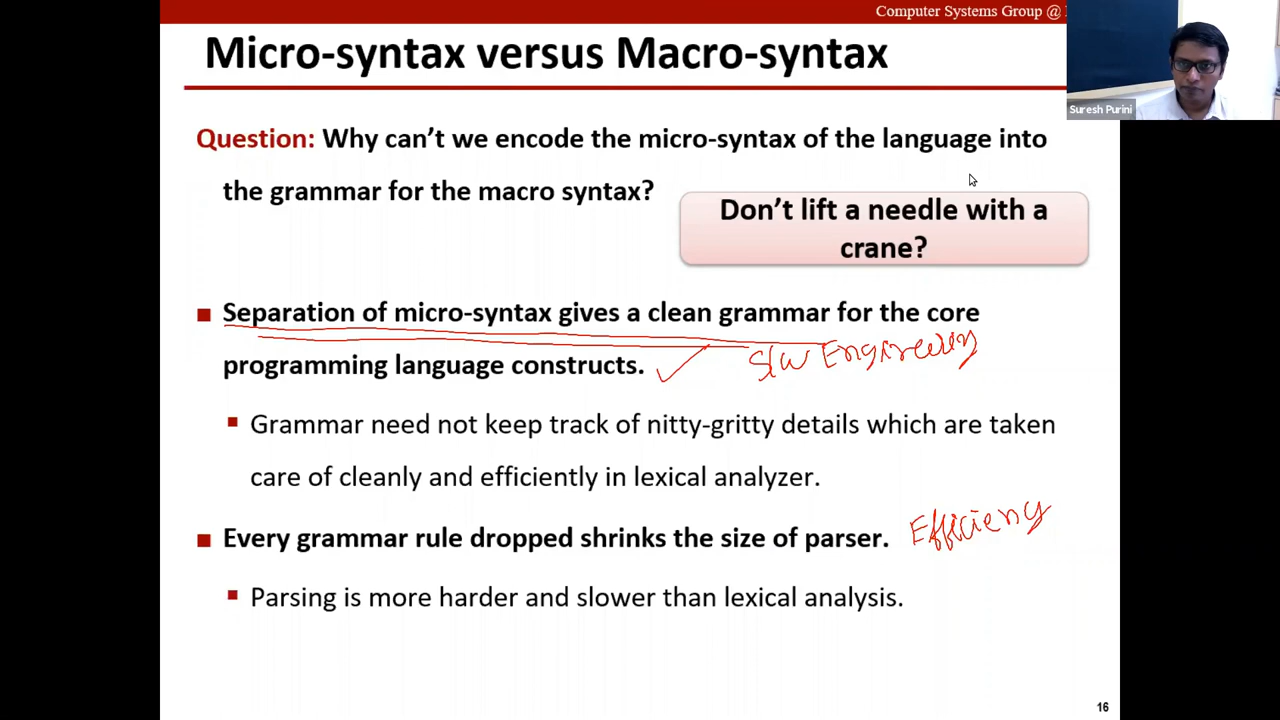 Computer Systems Group @
Micro-syntax versus Macro-syntax
Suresh Purini
Question: Why can't we encode the micro-syntax of the language into
the grammar for the macro syntax?
Don't lift a needle with a
crane?
■ Separation of micro-syntax gives a clean grammar for the core
programming language constructs.
S/w Engineering
▪ Grammar need not keep track of nitty-gritty details which are taken
care of cleanly and efficiently in lexical analyzer.
■ Every grammar rule dropped shrinks the size of parser.
Efficiency
▪ Parsing is more harder and slower than lexical analysis.
16